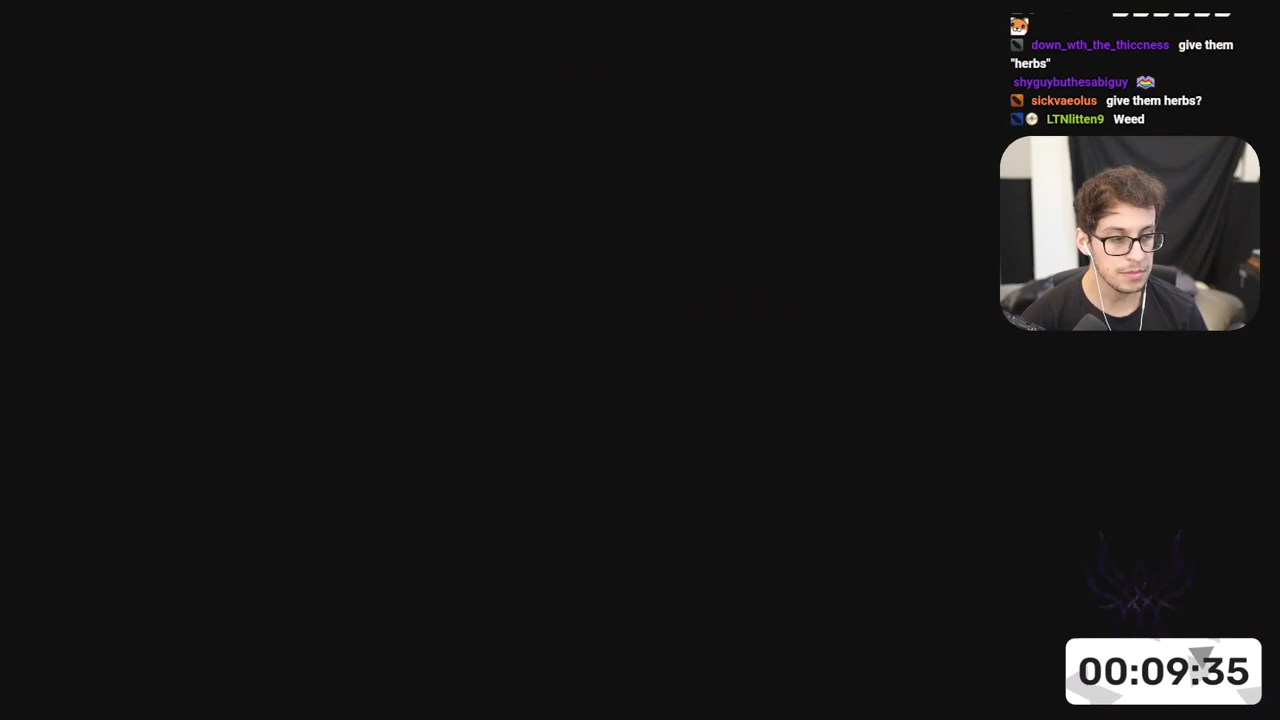 down_wth_the_thiccness give them
"herbs"
shyguybuthesabiguy
sickvaeolus give them herbs?
LTNlitten9 Weed
00:09:35